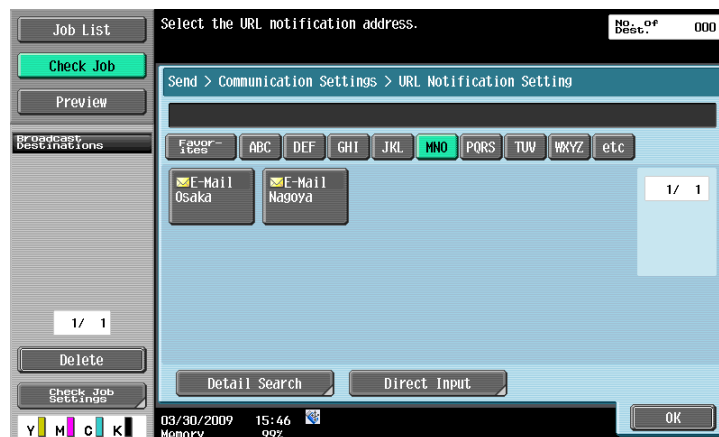 Job List
Check Job
Preview
Broadcast
Destinations
1/ 1
Delete
Check Job
Settings
Y M C K
Select the URL notification address.
No. of
Dest.
000
Send > Communication Settings > URL Notification Setting
Favor-
ites
ABC
DEF
GHI
JKL
MNO
PQRS
TUV
WXYZ
etc
E-Mail
Osaka
E-Mail
Nagoya
1/ 1
Detail Search
Direct Input
03/30/2009 15:46
Memory 99%
OK